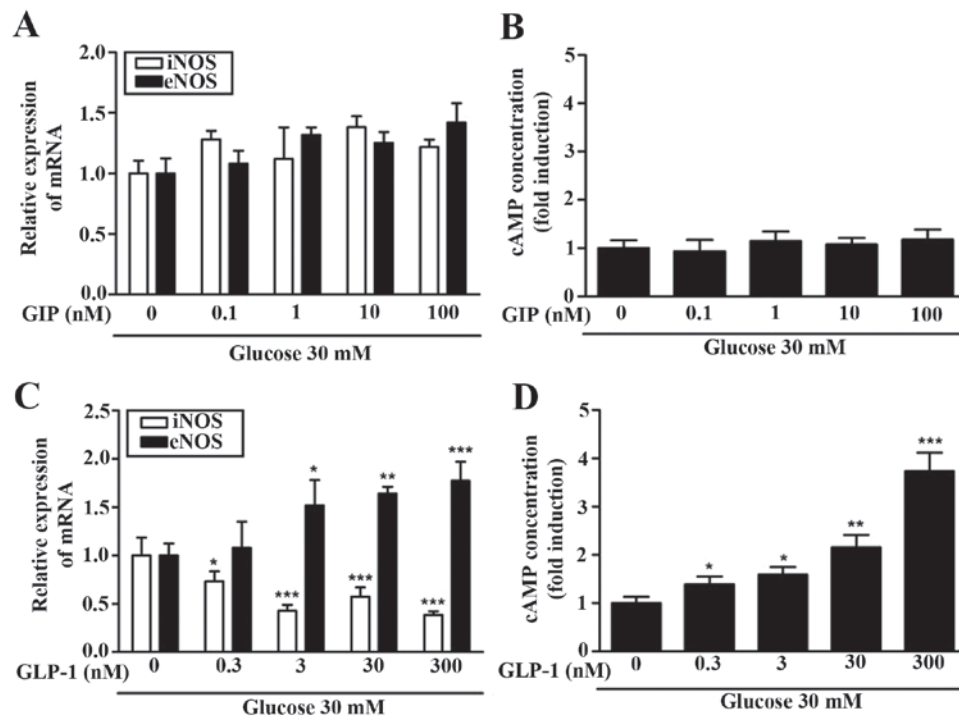 A
Relative expression
of mRNA
2.0
1.5
1.0
0.5
0.0
iNOS
eNOS
GIP (nM) 0 0.1 1 10 100
Glucose 30 mM
B
cAMP concentration
(fold induction)
5
4
3
2
1
0
GIP (nM) 0 0.1 1 10 100
Glucose 30 mM
C
Relative expression
of mRNA
2.5
2.0
1.5
1.0
0.5
0.0
iNOS
eNOS
* *** * *** ** *** ***
GLP-1 (nM) 0 0.3 3 30 300
Glucose 30 mM
D
cAMP concentration
(fold induction)
5
4
3
2
1
0
* * ** ***
GLP-1 (nM) 0 0.3 3 30 300
Glucose 30 mM